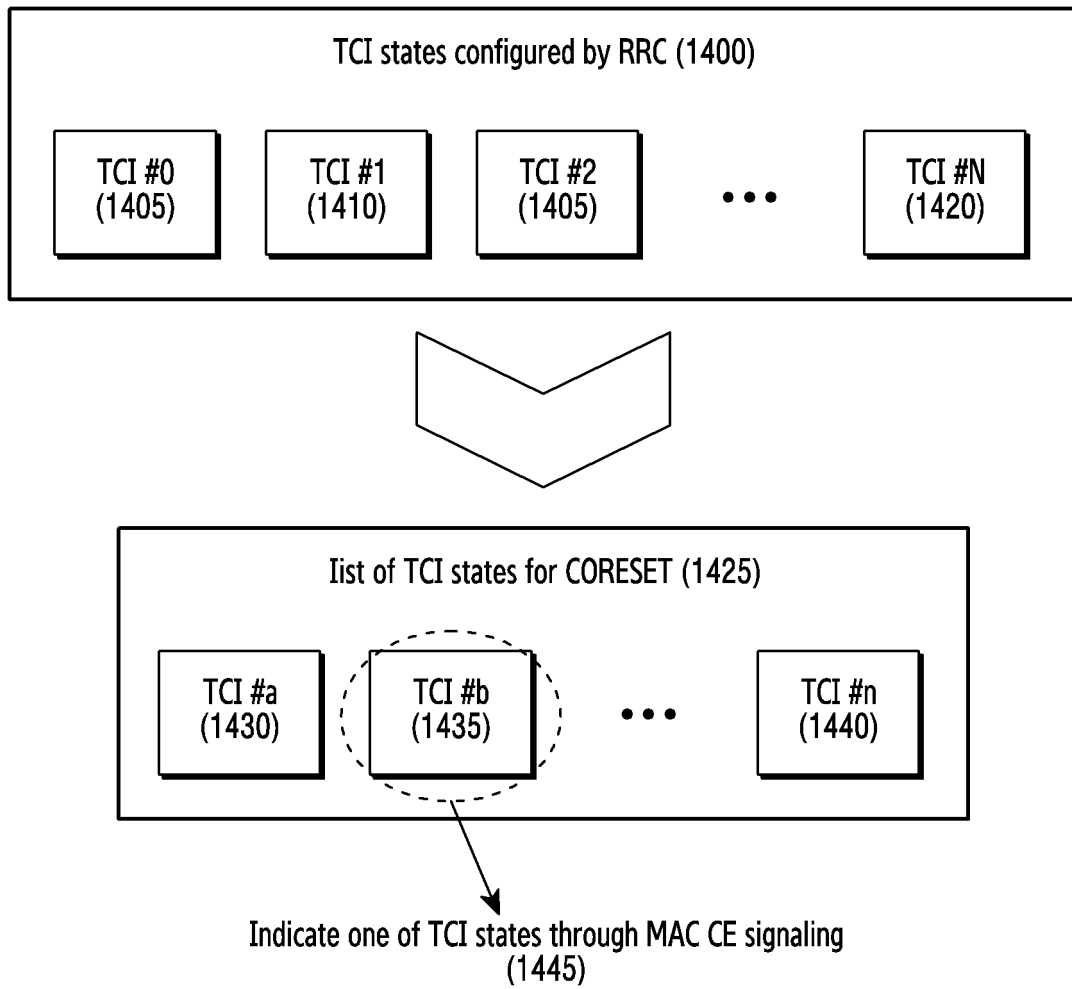 TCI states configured by RRC (1400)
TCI #0
(1405)
TCI #1
(1410)
TCI #2
(1405)
•••
TCI #N
(1420)
Iist of TCI states for CORESET (1425)
TCI #a
(1430)
TCI #b
(1435)
•••
TCI #n
(1440)
Indicate one of TCI states through MAC CE signaling
(1445)